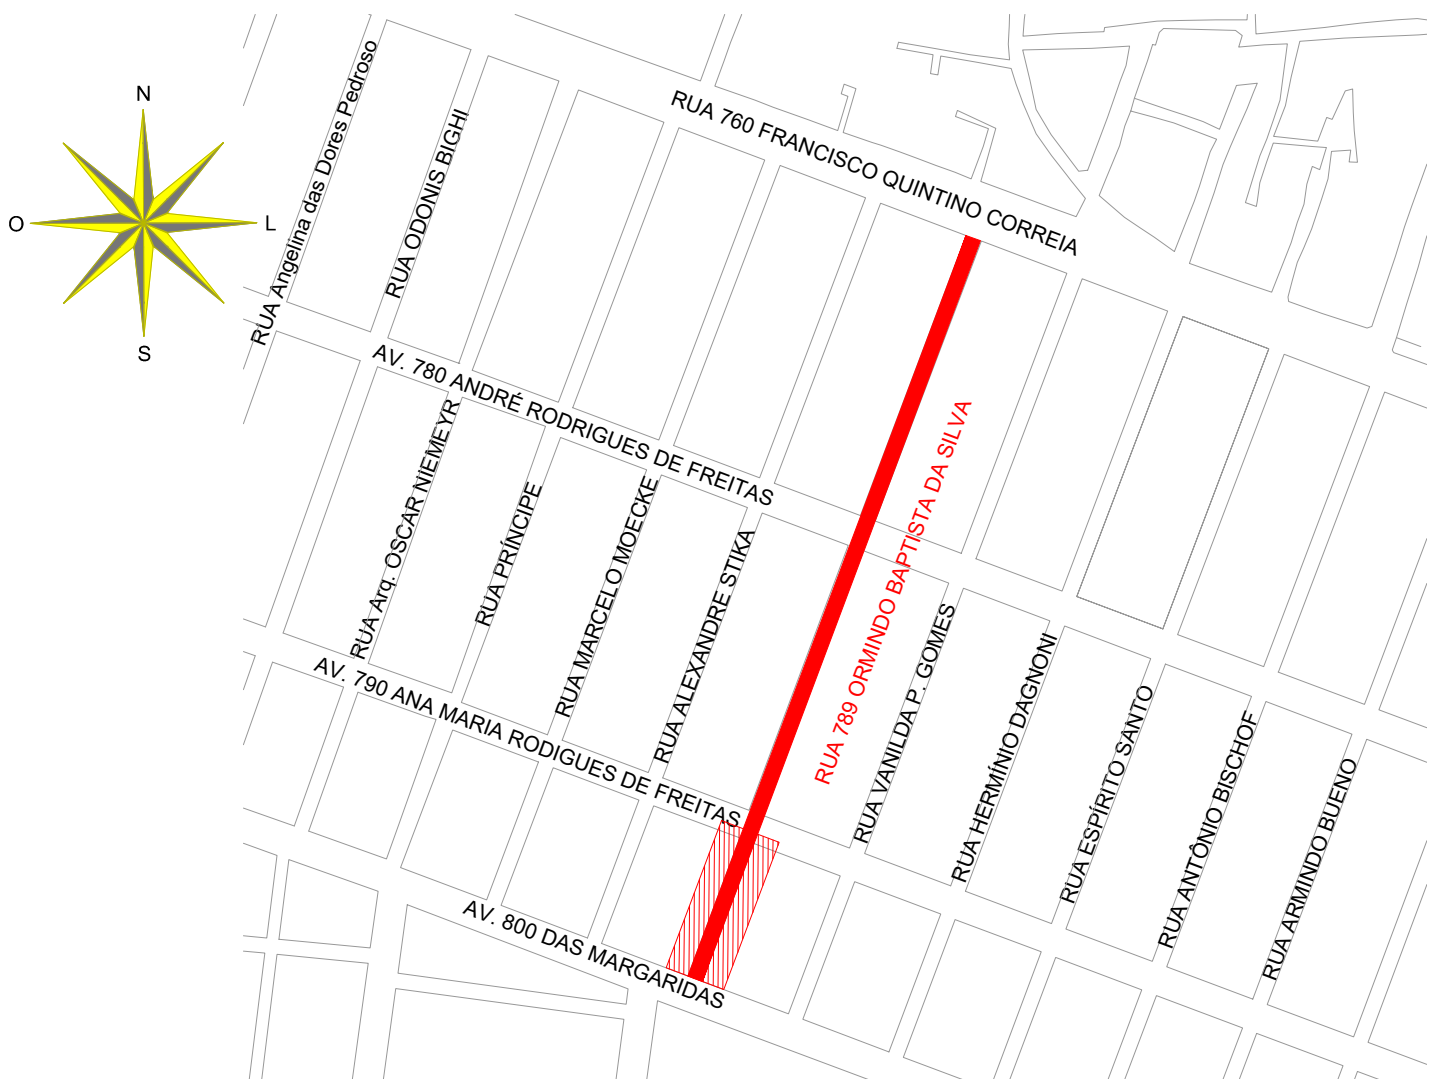 N
O
L
S
RUA Angelina das Dores Pedroso
RUA ODONIS BIGHI
RUA 760 FRANCISCO QUINTINO CORREIA
AV. 780 ANDRÉ RODRIGUES DE FREITAS
RUA Arq. OSCAR NIEMEYR
RUA PRÍNCIPE
RUA MARCELO MOECKE
RUA ALEXANDRE STIKA
RUA 789 ORMINDO BAPTISTA DA SILVA
RUA VANILDA P. GOMES
RUA HERMÍNIO DAGNONI
RUA ESPÍRITO SANTO
RUA ANTÔNIO BISCHOF
RUA ARMINDO BUENO
AV. 790 ANA MARIA RODIGUES DE FREITAS
AV. 800 DAS MARGARIDAS